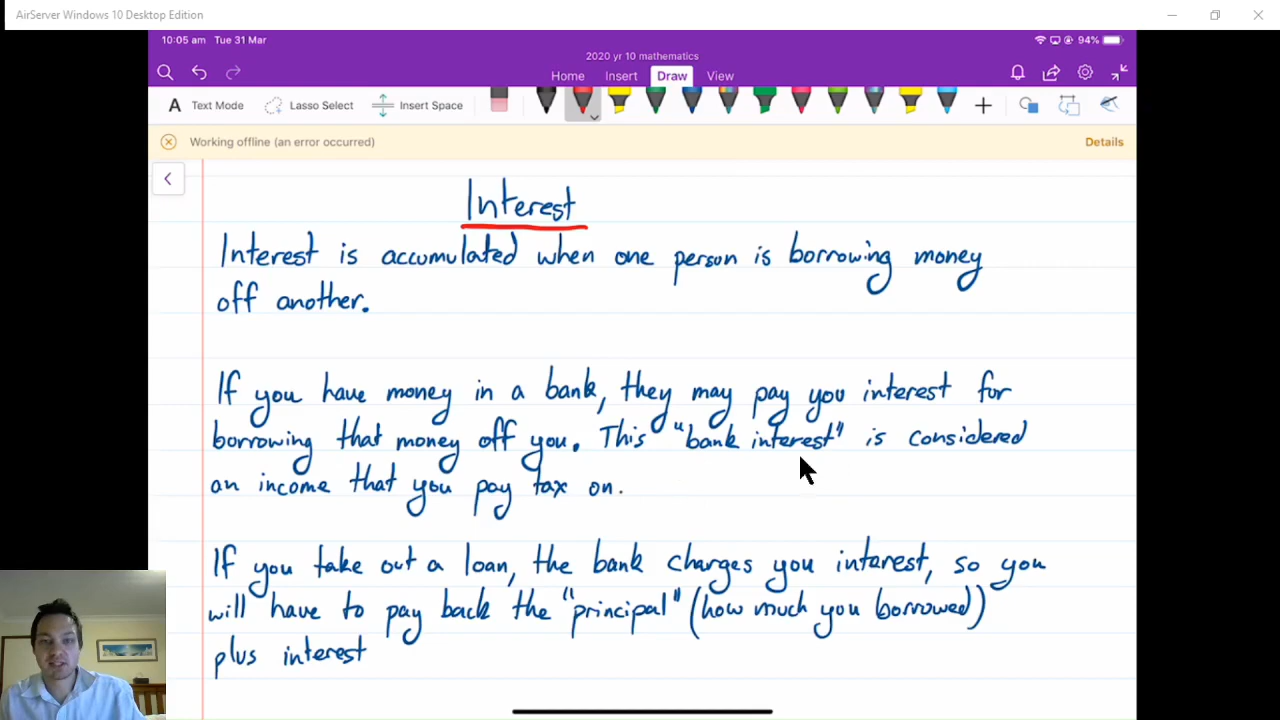 AirServer Windows 10 Desktop Edition
10:05 am Tue 31 Mar
94%
2020 yr 10 mathematics
Home Insert Draw View
A Text Mode Lasso Select Insert Space
Working offline (an error occurred) Details
Interest
Interest is accumulated when one person is borrowing money
off another.
If you have money in a bank, they may pay you interest for
borrowing that money off you. This "bank interest" is considered
an income that you pay tax on.
If you take out a loan, the bank charges you interest, so you
will have to pay back the "principal" (how much you borrowed)
plus interest